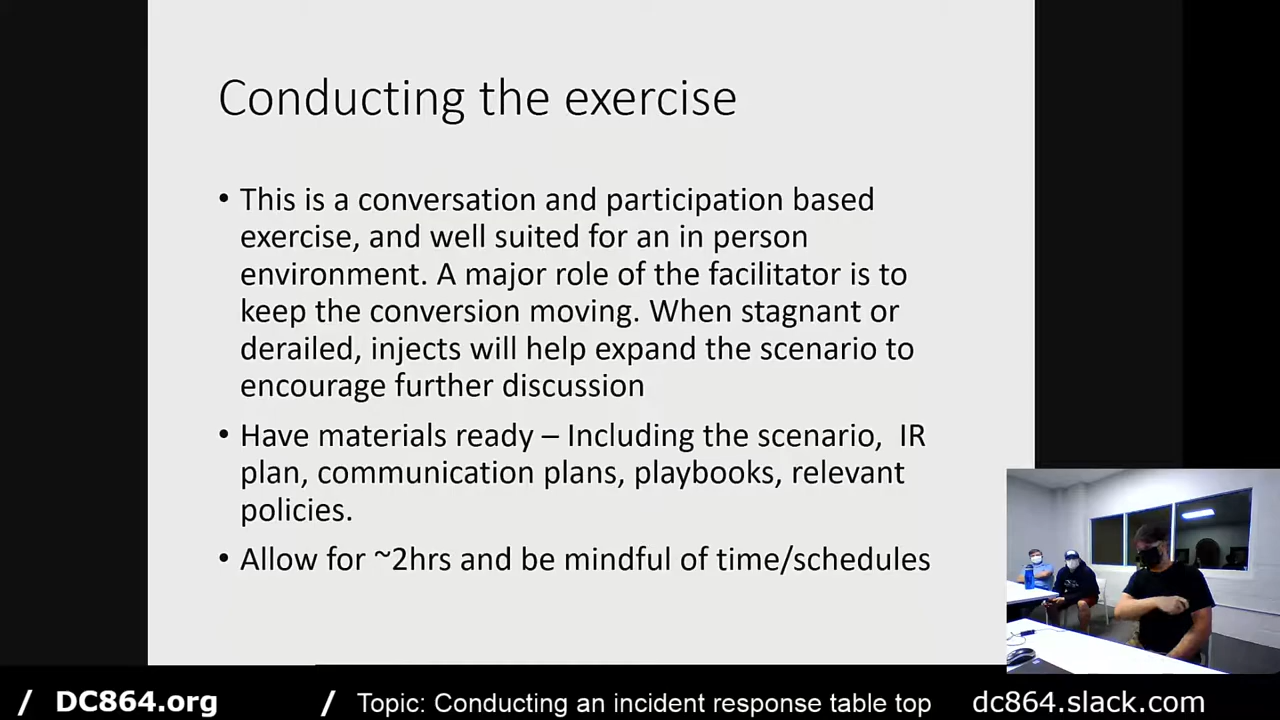 Conducting the exercise
• This is a conversation and participation based
exercise, and well suited for an in person
environment. A major role of the facilitator is to
keep the conversion moving. When stagnant or
derailed, injects will help expand the scenario to
encourage further discussion
• Have materials ready – Including the scenario,  IR
plan, communication plans, playbooks, relevant
policies.
• Allow for ~2hrs and be mindful of time/schedules
/ DC864.org / Topic: Conducting an incident response table top dc864.slack.com